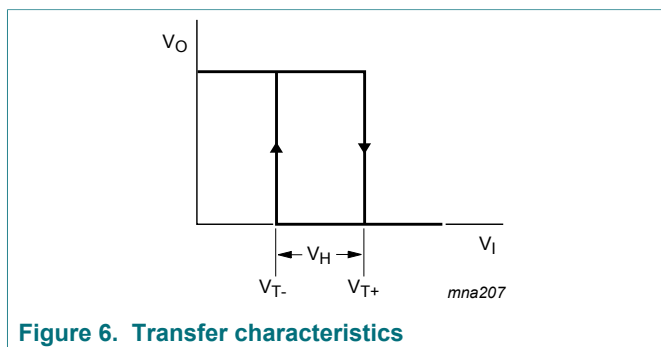 VO
VI
VH
VT-
VT+
mna207
Figure 6. Transfer characteristics